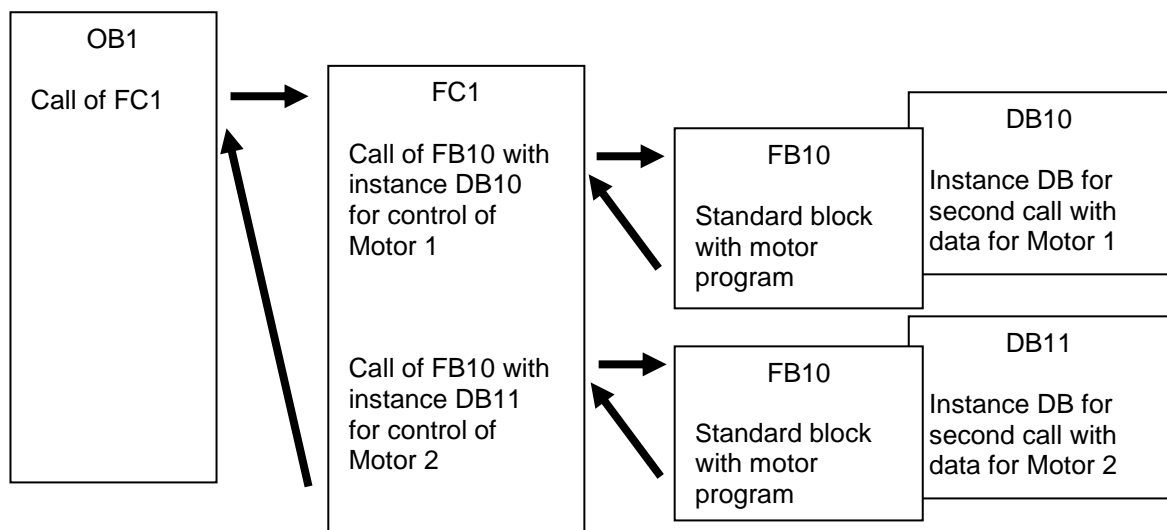 OB1
Call of FC1
FC1
Call of FB10 with
instance DB10
for control of
Motor 1
Call of FB10 with
instance DB11
for control of
Motor 2
FB10
Standard block
with motor
program
DB10
Instance DB for
second call with
data for Motor 1
FB10
Standard block
with motor
program
DB11
Instance DB for
second call with
data for Motor 2